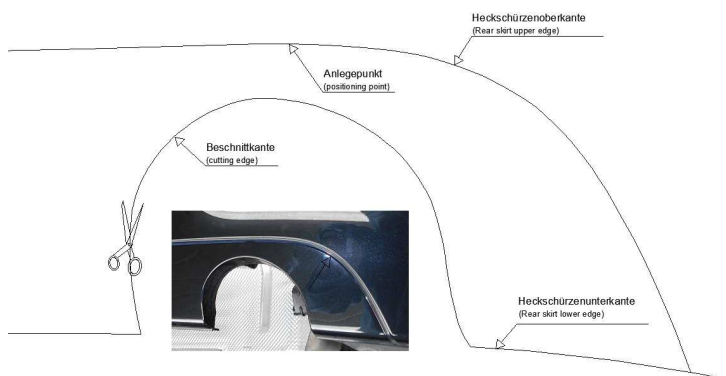 Heckschürzenoberkante
(Rear skirt upper edge)
Anlegepunkt
(positioning point)
Beschnittkante
(cutting edge)
Heckschürzenunterkante
(Rear skirt lower edge)